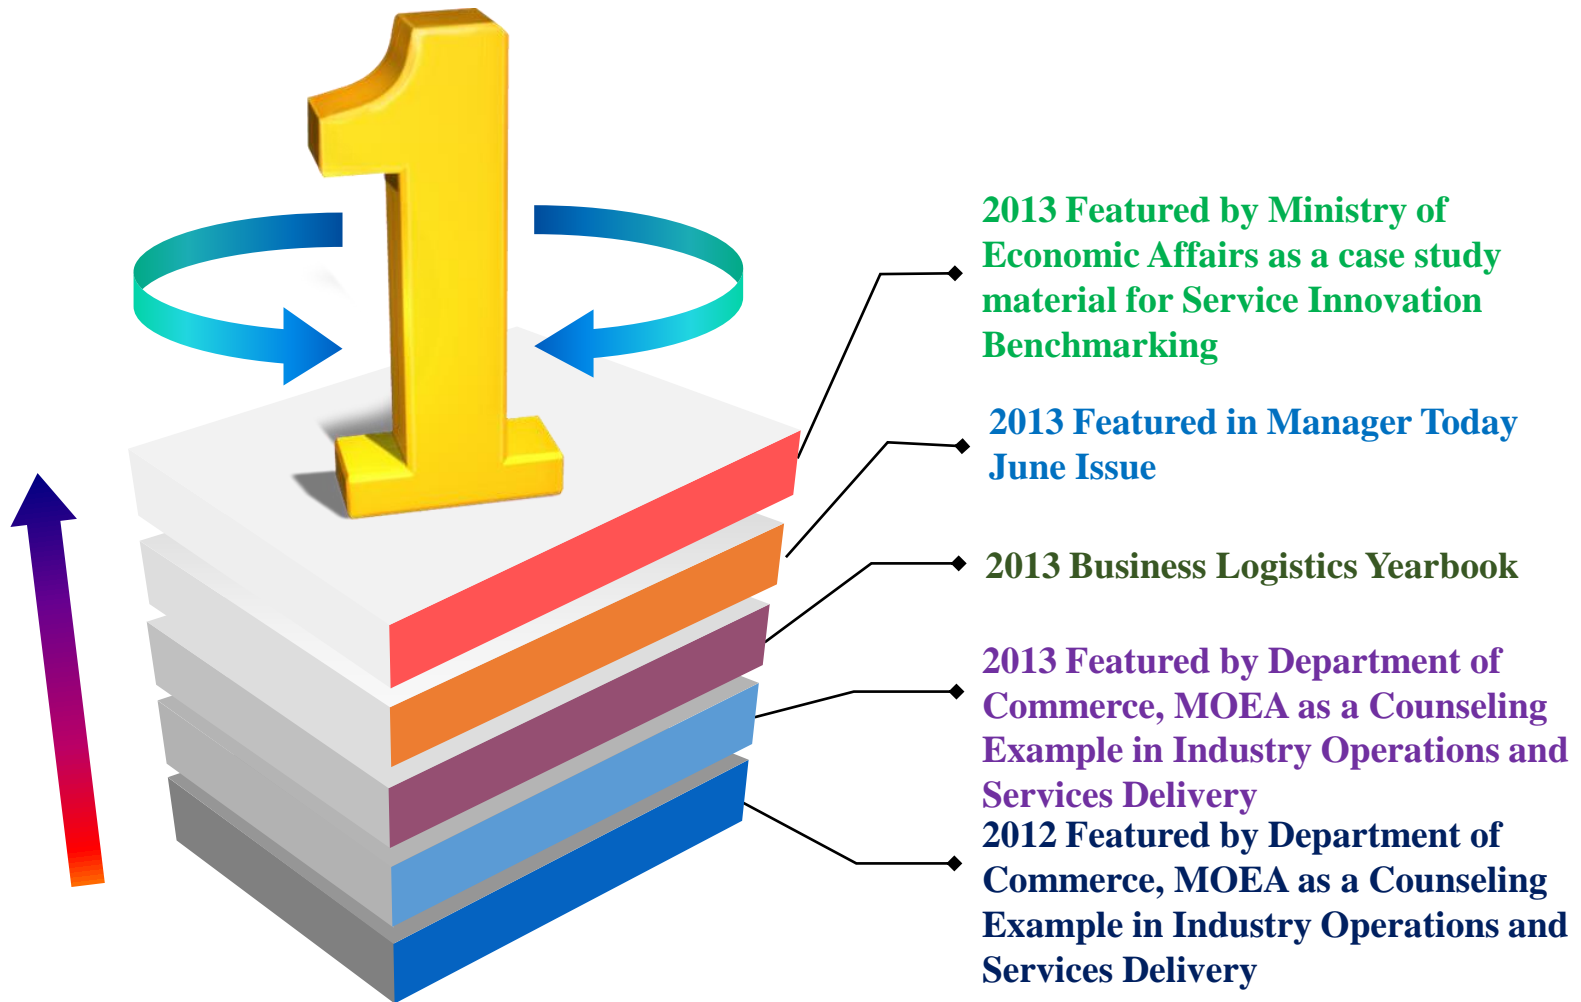 1
2013 Featured by Ministry of
Economic Affairs as a case study
material for Service Innovation
Benchmarking
2013 Featured in Manager Today
June Issue
2013 Business Logistics Yearbook
2013 Featured by Department of
Commerce, MOEA as a Counseling
Example in Industry Operations and
Services Delivery
2012 Featured by Department of
Commerce, MOEA as a Counseling
Example in Industry Operations and
Services Delivery